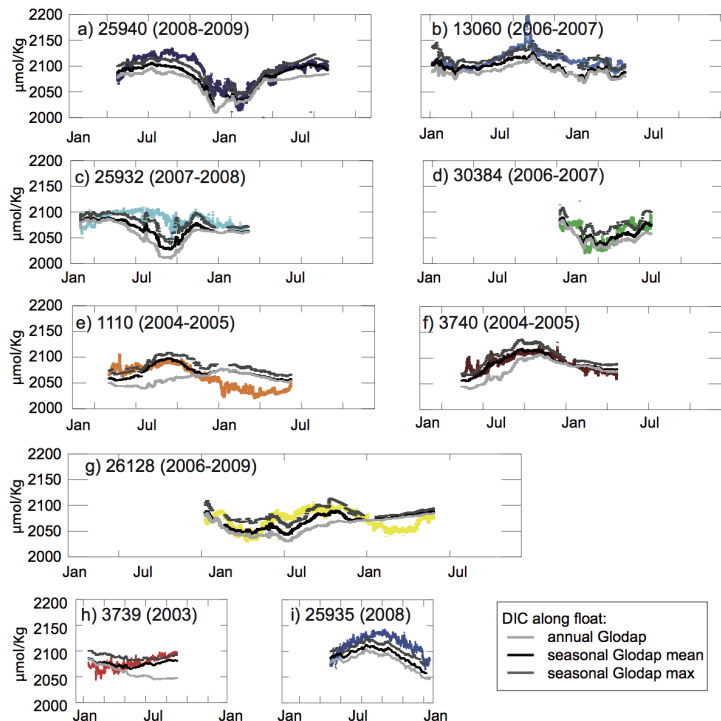 a) 25940 (2008-2009)
b) 13060 (2006-2007)
µmol/Kg
2200
2150
2100
2050
2000
Jan Jul Jan Jul
Jan Jul Jan Jul
c) 25932 (2007-2008)
d) 30384 (2006-2007)
µmol/Kg
2200
2150
2100
2050
2000
Jan Jul Jan Jul
Jan Jul Jan Jul
e) 1110 (2004-2005)
f) 3740 (2004-2005)
µmol/Kg
2200
2150
2100
2050
2000
Jan Jul Jan Jul
Jan Jul Jan Jul
g) 26128 (2006-2009)
µmol/Kg
2200
2150
2100
2050
2000
Jan Jul Jan Jul Jan Jul
h) 3739 (2003)
i) 25935 (2008)
µmol/Kg
2200
2150
2100
2050
2000
Jan Jul Jan
Jan Jul Jan
DIC along float:
annual Glodap
seasonal Glodap mean
seasonal Glodap max